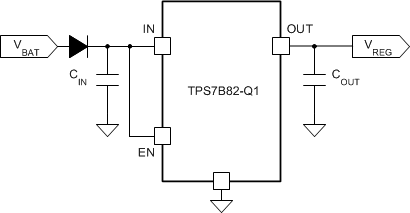 IN
OUT
VBAT
VREG
CIN
COUT
TPS7B82-Q1
EN